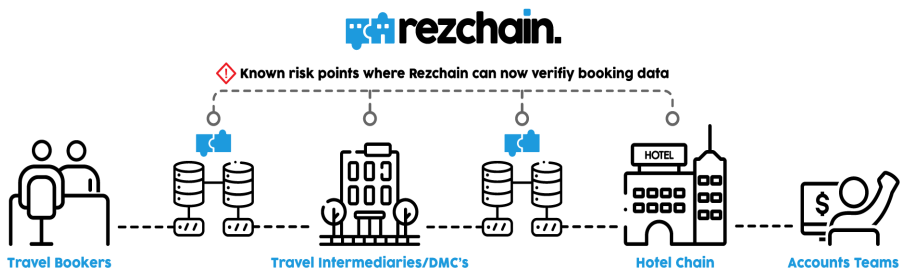 rezchain.
! Known risk points where Rezchain can now verifiy booking data
HOTEL
$
Travel Bookers
Travel Intermediaries/DMC's
Hotel Chain
Accounts Teams